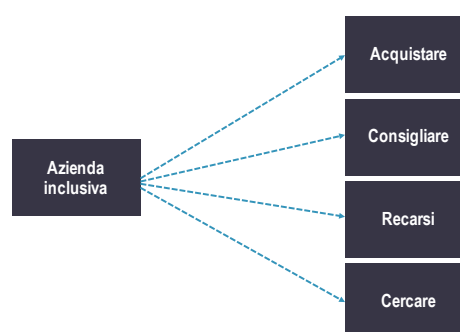 Acquistare
Consigliare
Azienda
inclusiva
Recarsi
Cercare